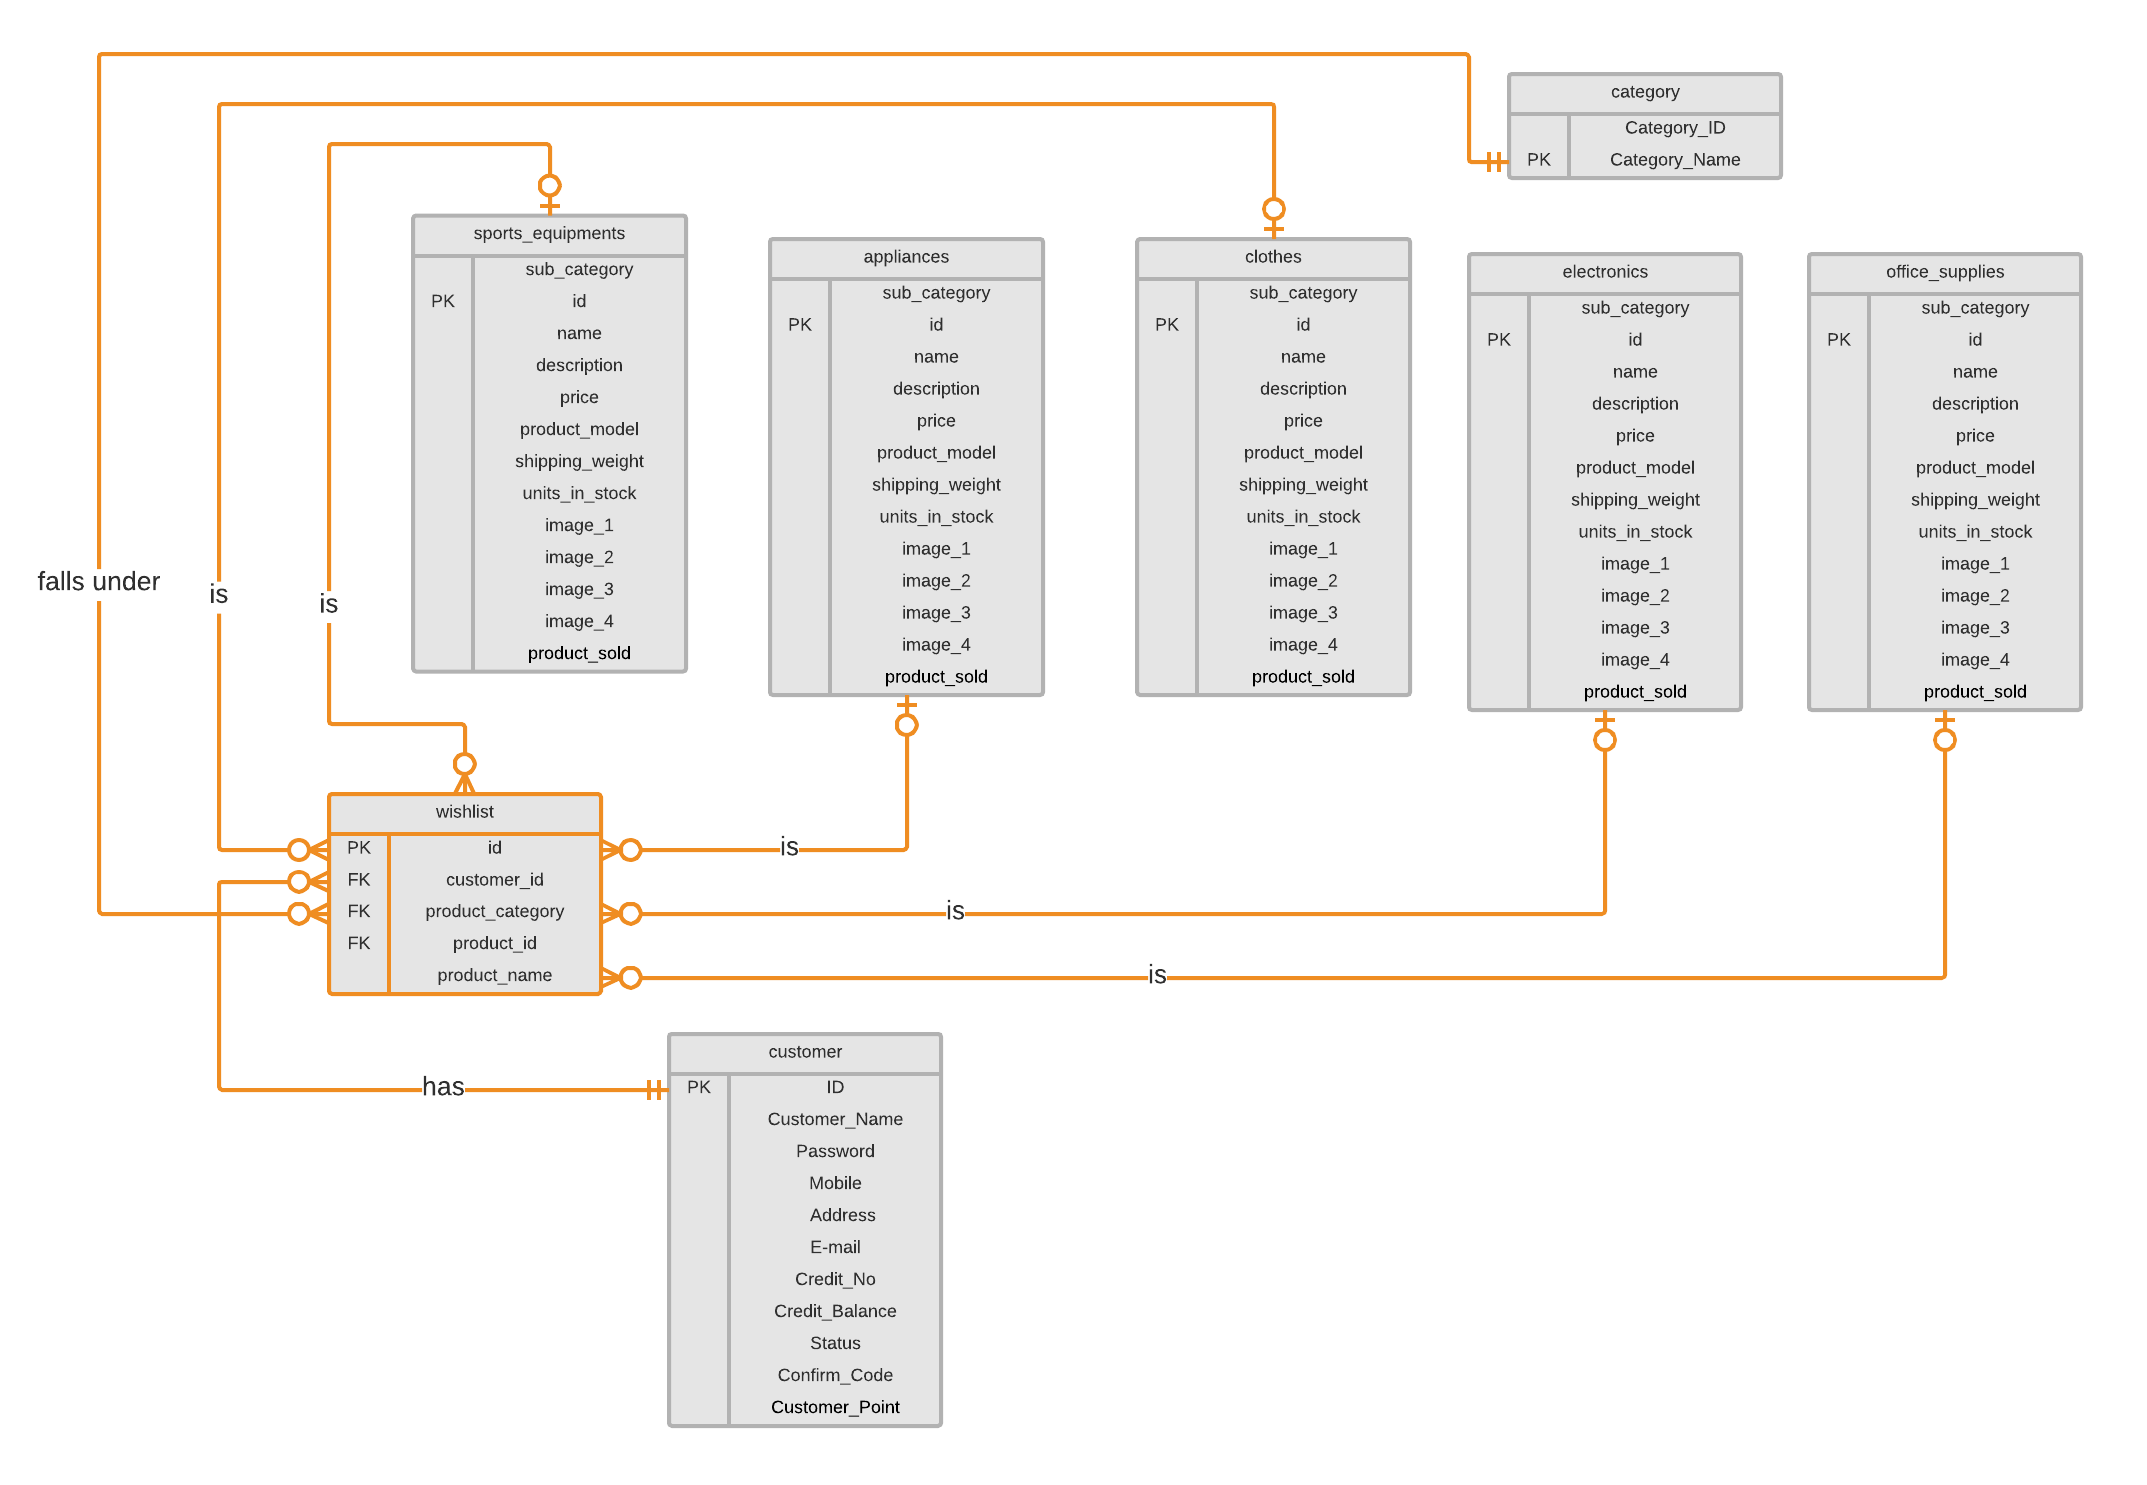 category
Category_ID
PK Category_Name
sports_equipments
sub_category
PK id
name
description
price
product_model
shipping_weight
units_in_stock
image_1
image_2
image_3
image_4
product_sold
appliances
sub_category
PK id
name
description
price
product_model
shipping_weight
units_in_stock
image_1
image_2
image_3
image_4
product_sold
clothes
sub_category
PK id
name
description
price
product_model
shipping_weight
units_in_stock
image_1
image_2
image_3
image_4
product_sold
electronics
sub_category
PK id
name
description
price
product_model
shipping_weight
units_in_stock
image_1
image_2
image_3
image_4
product_sold
office_supplies
sub_category
PK id
name
description
price
product_model
shipping_weight
units_in_stock
image_1
image_2
image_3
image_4
product_sold
falls under
is
is
wishlist
PK id
FK customer_id
FK product_category
FK product_id
product_name
is
is
is
has
customer
PK ID
Customer_Name
Password
Mobile
Address
E-mail
Credit_No
Credit_Balance
Status
Confirm_Code
Customer_Point